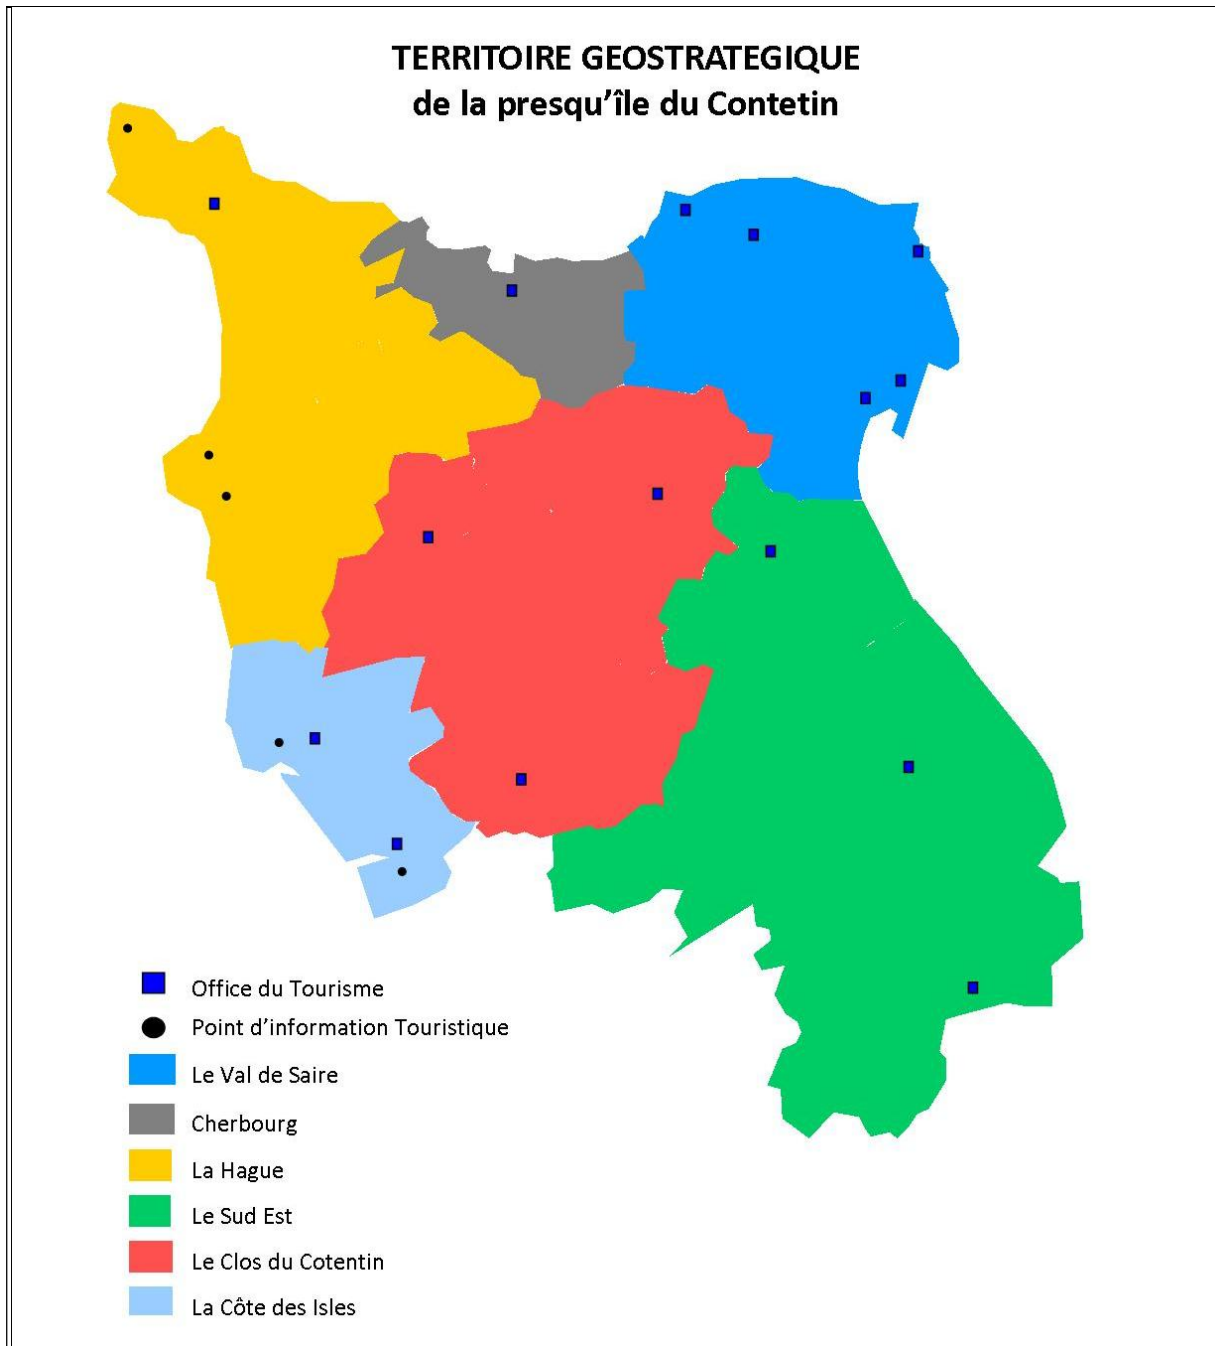 TERRITOIRE GEOSTRATEGIQUE
de la presqu'île du Contetin
Office du Tourisme
Point d'information Touristique
Le Val de Saire
Cherbourg
La Hague
Le Sud Est
Le Clos du Cotentin
La Côte des Isles